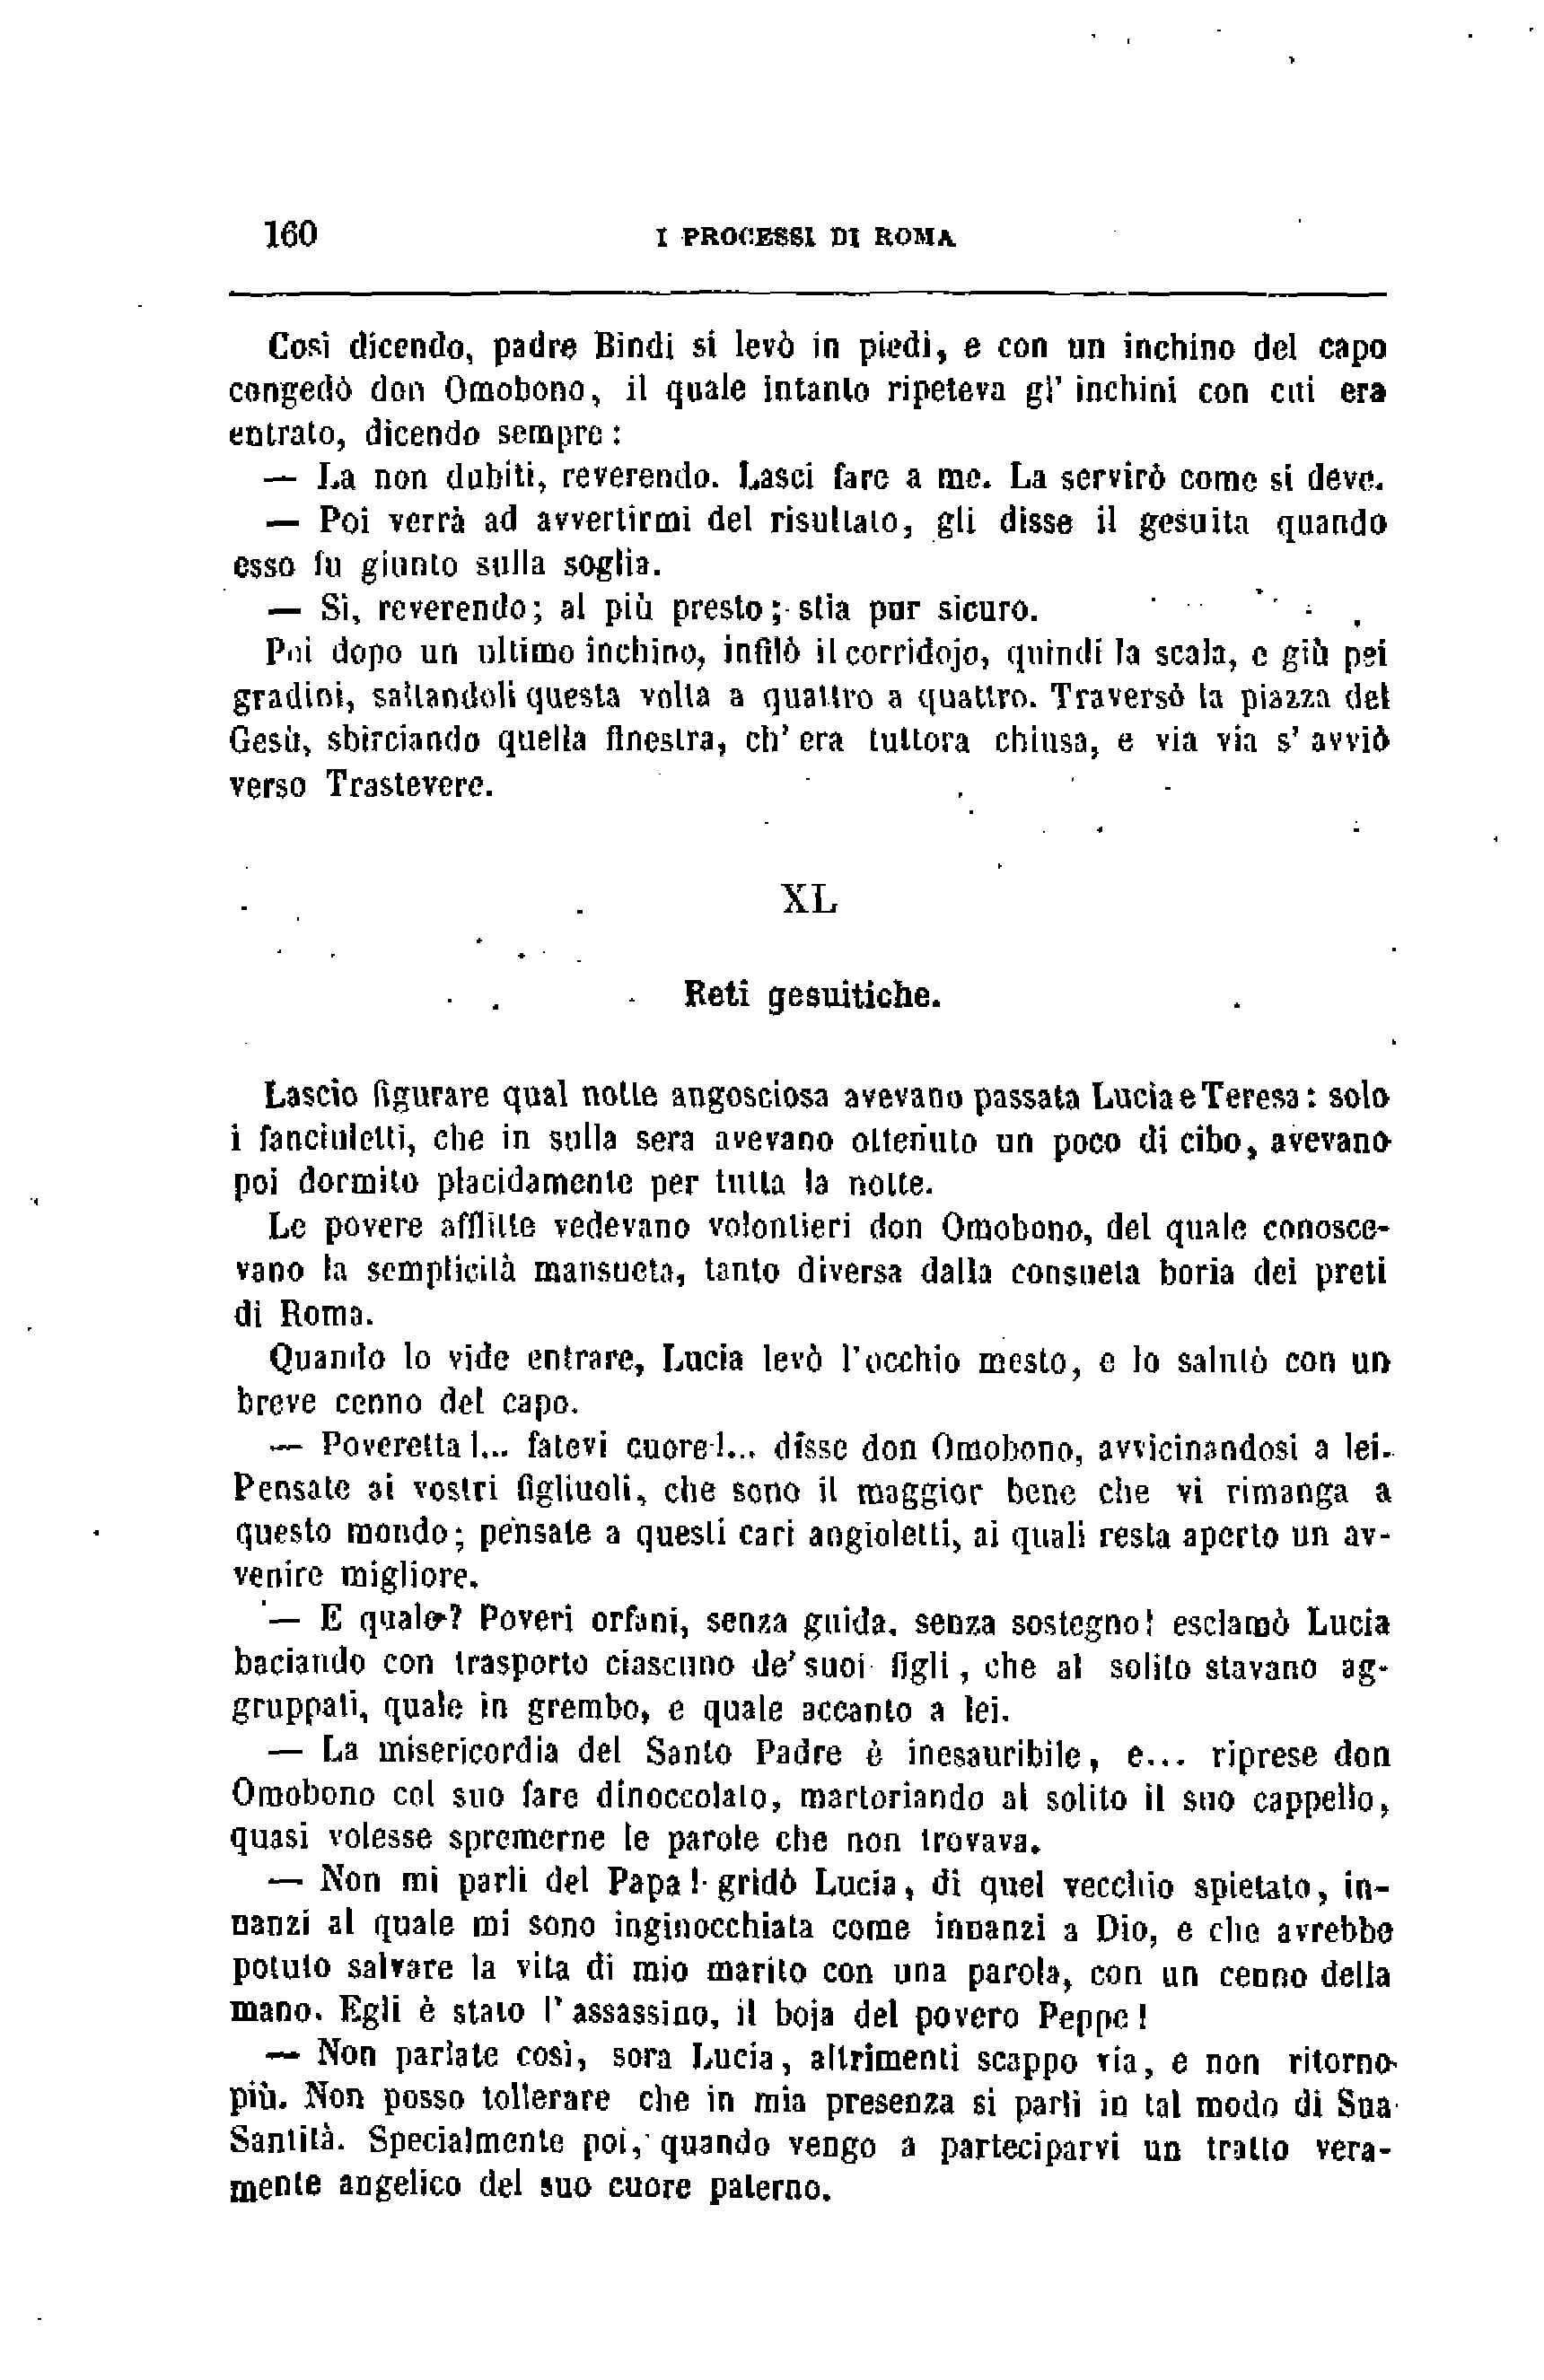 160 I PROCESSI DI ROMA
Così dicendo, padre Bindi si levò in piedi, e con un inchino del capo
congedò don Omobono, il quale intanto ripeteva gl' inchini con cui era
entrato, dicendo sempre :
— La non dubiti, reverendo. Lasci fare a me. La servirò come si deve.
— Poi verrà ad avvertirmi del risultato, gli disse il gesuita quando
esso fu giunto sulla soglia.
— Sì, reverendo; al più presto; stia pur sicuro.
Poi dopo un ultimo inchino, infilò il corridojo, quindi la scala, e giù pei
gradini, saltandoli questa volta a quattro a quattro. Traversò la piazza del
Gesù, sbirciando quella finestra, ch' era tuttora chiusa, e via via s' avviò
verso Trastevere.
XL
Reti gesuitiche.
Lascio figurare qual notte angosciosa avevano passata Lucia e Teresa : solo
i fanciuletti, che in sulla sera avevano ottenuto un poco di cibo, avevano
poi dormito placidamente per tutta la notte.
Le povere afflitte vedevano volontieri don Omobono, del quale conosce-
vano la semplicità mansueta, tanto diversa dalla consueta boria dei preti
di Roma.
Quando lo vide entrare, Lucia levò l'occhio mesto, e lo salutò con un
breve cenno del capo.
— Poveretta !... fatevi cuore !... disse don Omobono, avvicinandosi a lei.
Pensate ai vostri figliuoli, che sono il maggior bene che vi rimanga a
questo mondo; pensate a questi cari angioletti, ai quali resta aperto un av-
venire migliore.
— E quale? Poveri orfani, senza guida, senza sostegno! esclamò Lucia
baciando con trasporto ciascuno de' suoi figli, che al solito stavano ag-
gruppati, quale in grembo, e quale accanto a lei.
— La misericordia del Santo Padre è inesauribile, e... riprese don
Omobono col suo fare dinoccolato, martoriando al solito il suo cappello,
quasi volesse spremerne le parole che non trovava.
— Non mi parli del Papa ! gridò Lucia, di quel vecchio spietato, in-
nanzi al quale mi sono inginocchiata come innanzi a Dio, e che avrebbe
potuto salvare la vita di mio marito con una parola, con un cenno della
mano. Egli è stato l' assassino, il boja del povero Peppe !
— Non parlate così, sora Lucia, altrimenti scappo via, e non ritorno
più. Non posso tollerare che in mia presenza si parli in tal modo di Sua
Santità. Specialmente poi, quando vengo a parteciparvi un tratto vera-
mente angelico del suo cuore paterno.